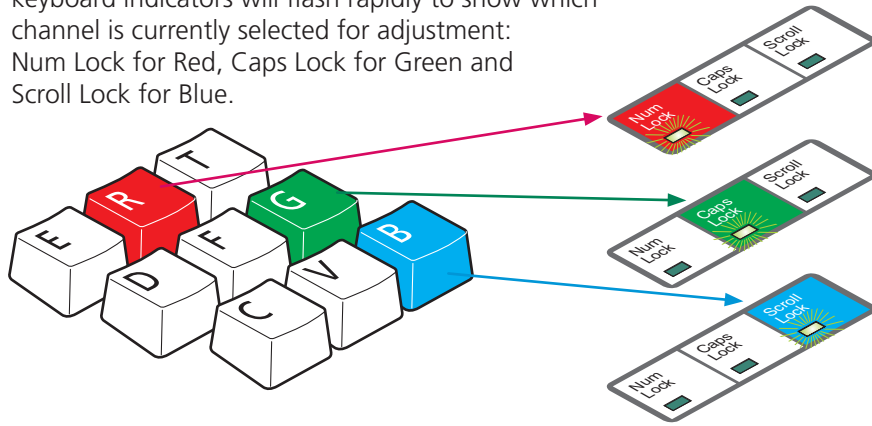 keyboard indicators will flash rapidly to show which
channel is currently selected for adjustment:
Num Lock for Red, Caps Lock for Green and
Scroll Lock for Blue.
Num
Lock
Caps
Lock
Scroll
Lock
T
R
G
E
F
B
D
V
C
Num
Lock
Caps
Lock
Scroll
Lock
Num
Lock
Caps
Lock
Scroll
Lock